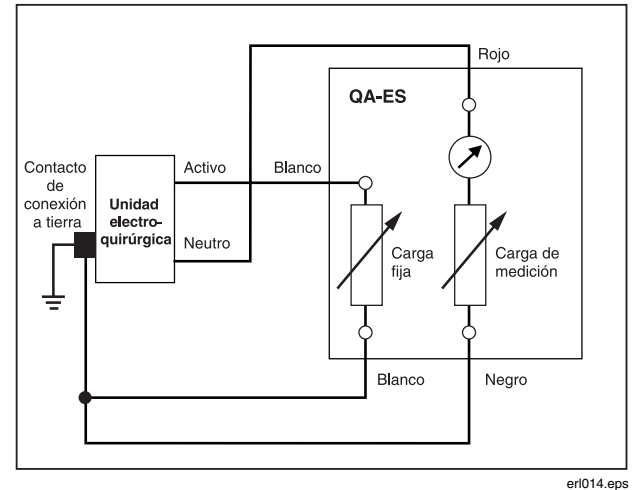 Rojo
QA-ES
Contacto
de
conexión
a tierra
Unidad
electro-
quirúrgica
Activo
Blanco
Neutro
Carga
fija
Carga de
medición
Blanco
Negro
erl014.eps